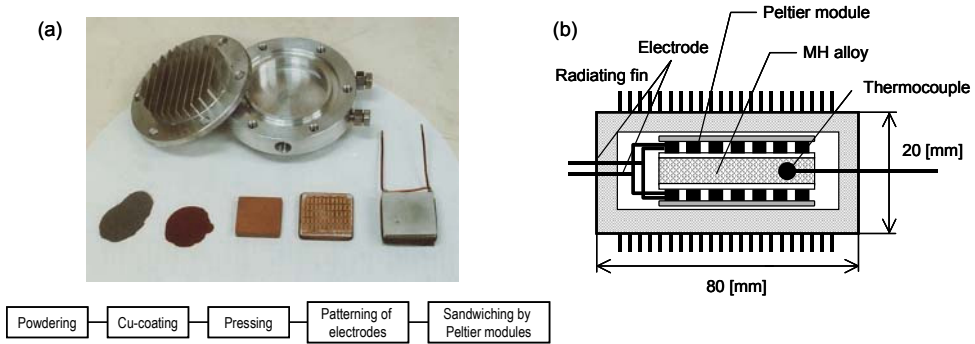 (a)
Powdering
Cu-coating
Pressing
Patterning of
electrodes
Sandwiching by
Peltier modules
(b)
Peltier module
Electrode
MH alloy
Radiating fin
Thermocouple
20 [mm]
80 [mm]